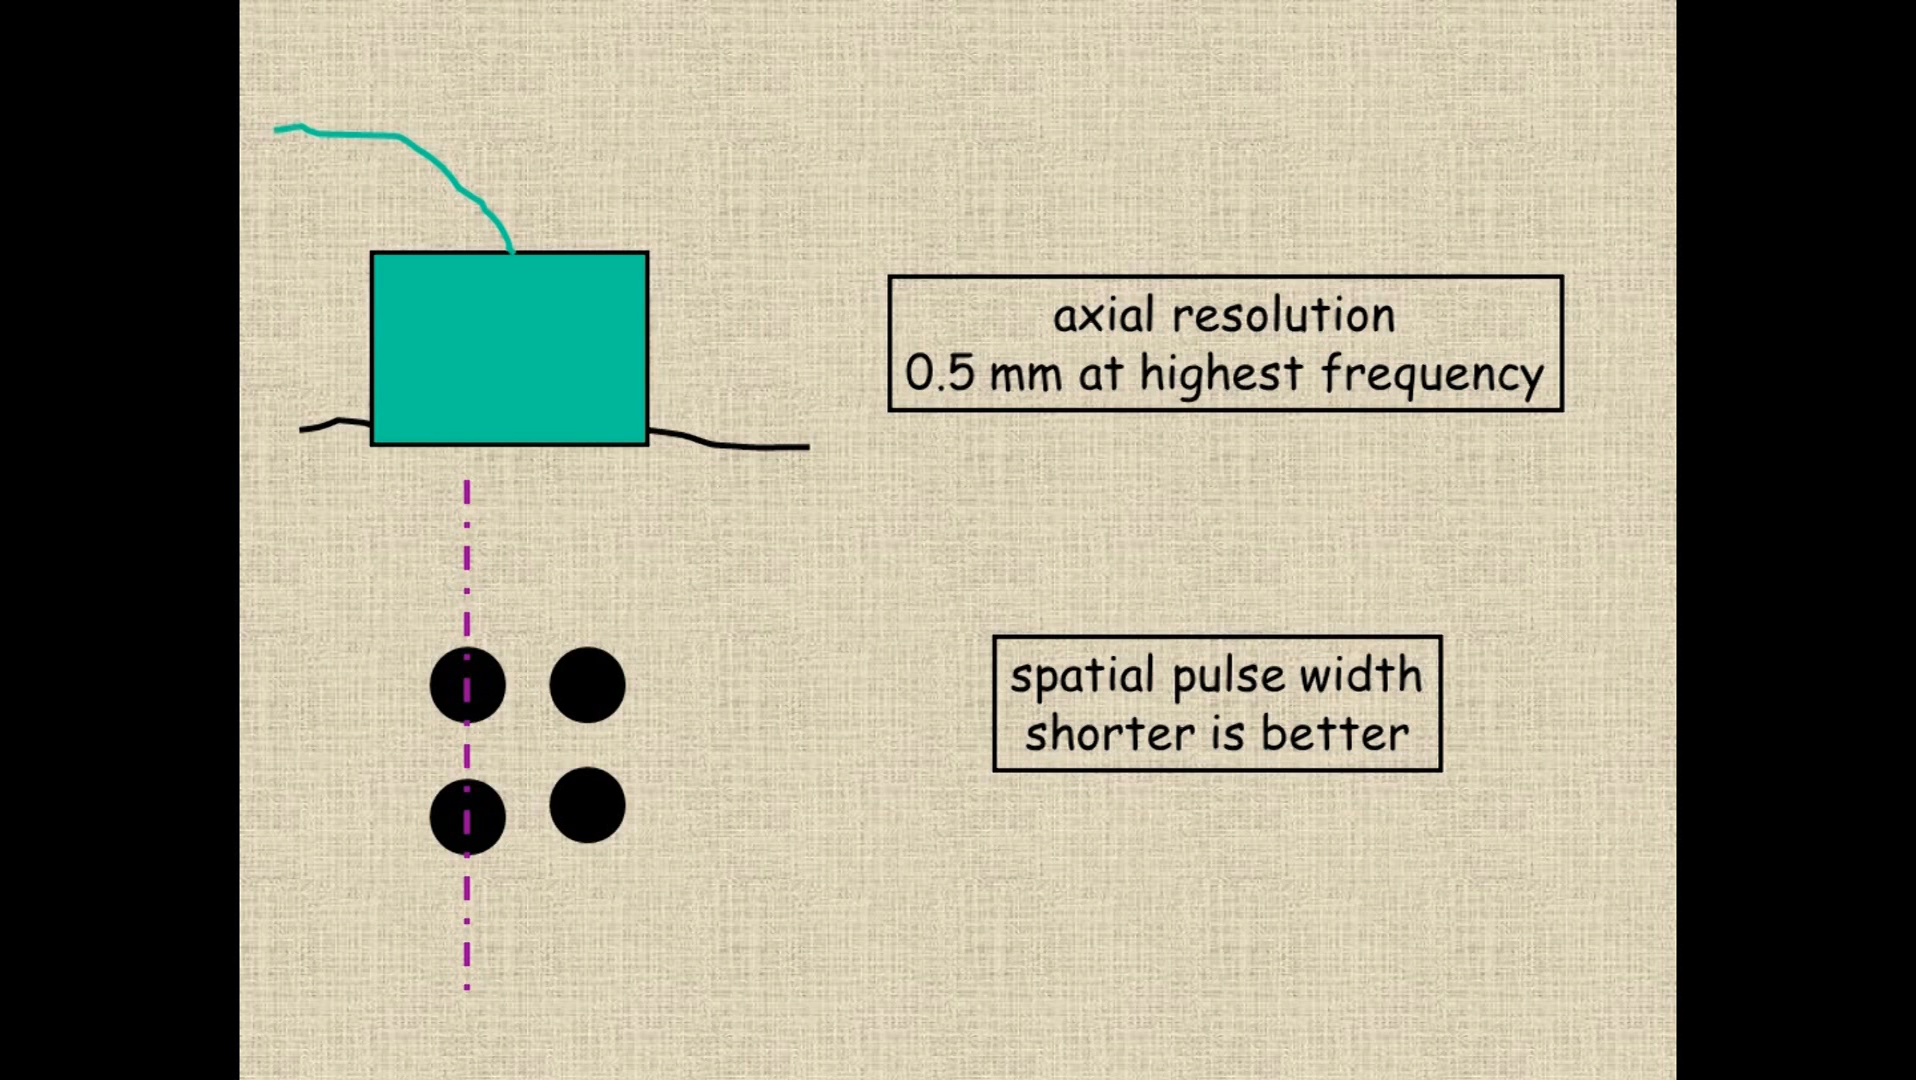 axial resolution
0.5 mm at highest frequency
spatial pulse width
shorter is better